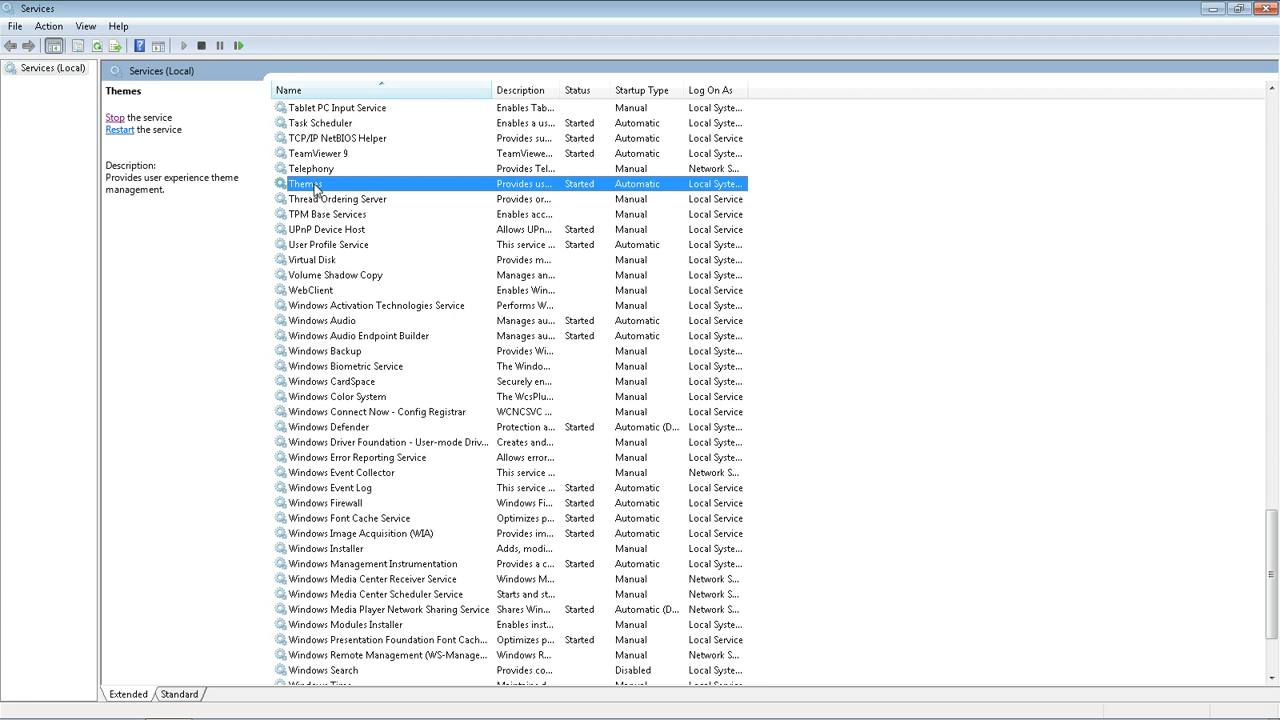 Services
File Action View Help
Services (Local)
Services (Local)
Themes
Stop the service
Restart the service
Description:
Provides user experience theme
management.
Name Description Status Startup Type Log On As
Tablet PC Input Service Enables Tab... Manual Local Syste...
Task Scheduler Enables a us... Started Automatic Local Syste...
TCP/IP NetBIOS Helper Provides su... Started Automatic Local Service
TeamViewer 9 TeamViewe... Started Automatic Local Syste...
Telephony Provides Tel... Manual Network S...
Themes Provides us... Started Automatic Local Syste...
Thread Ordering Server Provides or... Manual Local Service
TPM Base Services Enables acc... Manual Local Service
UPnP Device Host Allows UPn... Started Manual Local Service
User Profile Service This service ... Started Automatic Local Syste...
Virtual Disk Provides m... Manual Local Syste...
Volume Shadow Copy Manages an... Manual Local Syste...
WebClient Enables Win... Manual Local Service
Windows Activation Technologies Service Performs W... Manual Local Syste...
Windows Audio Manages au... Started Automatic Local Service
Windows Audio Endpoint Builder Manages au... Started Automatic Local Syste...
Windows Backup Provides Wi... Manual Local Syste...
Windows Biometric Service The Windo... Manual Local Syste...
Windows CardSpace Securely en... Manual Local Syste...
Windows Color System The WcsPlu... Manual Local Service
Windows Connect Now - Config Registrar WCNCSVC ... Manual Local Service
Windows Defender Protection a... Started Automatic (D... Local Syste...
Windows Driver Foundation - User-mode Driv... Creates and... Manual Local Syste...
Windows Error Reporting Service Allows error... Manual Local Syste...
Windows Event Collector This service ... Manual Network S...
Windows Event Log This service ... Started Automatic Local Service
Windows Firewall Windows Fi... Started Automatic Local Service
Windows Font Cache Service Optimizes p... Started Automatic Local Service
Windows Image Acquisition (WIA) Provides im... Started Automatic Local Service
Windows Installer Adds, modi... Manual Local Syste...
Windows Management Instrumentation Provides a c... Started Automatic Local Syste...
Windows Media Center Receiver Service Windows M... Manual Network S...
Windows Media Center Scheduler Service Starts and st... Manual Network S...
Windows Media Player Network Sharing Service Shares Win... Started Automatic (D... Network S...
Windows Modules Installer Enables inst... Manual Local Syste...
Windows Presentation Foundation Font Cach... Optimizes p... Started Manual Local Service
Windows Remote Management (WS-Manage... Windows R... Manual Network S...
Windows Search Provides co... Disabled Local Syste...
Extended Standard